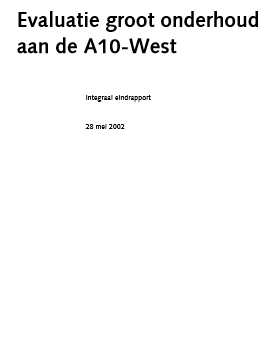 Evaluatie groot onderhoud
aan de A10-West
Integraal eindrapport
28 mei 2002